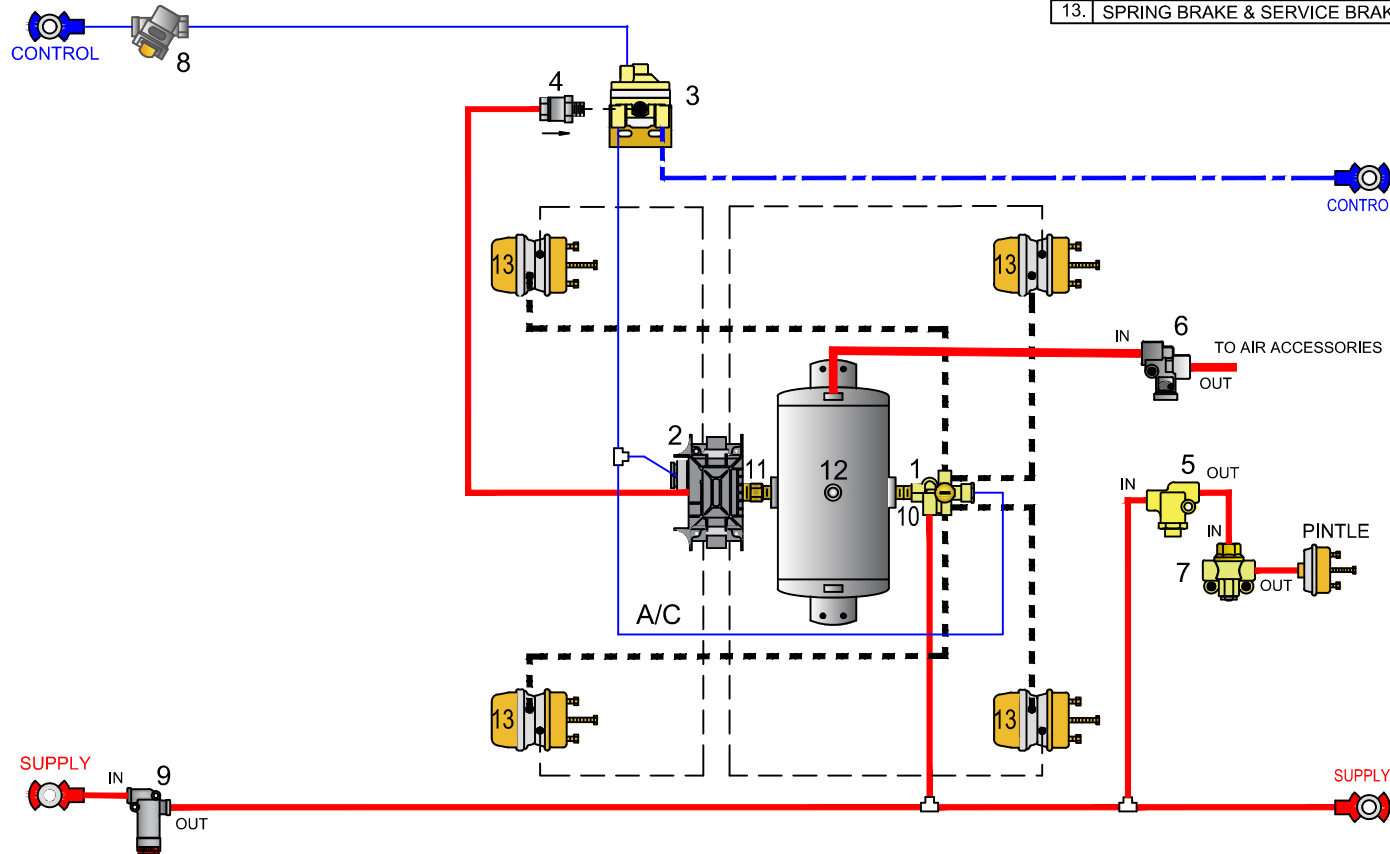 13. SPRING BRAKE & SERVICE BRAK
CONTROL
8
4
3
CONTRO
13
13
6
IN
TO AIR ACCESSORIES
OUT
2
11
12
1
10
5
IN
OUT
IN
PINTLE
7
OUT
A/C
13
13
SUPPLY
IN
9
OUT
SUPPLY